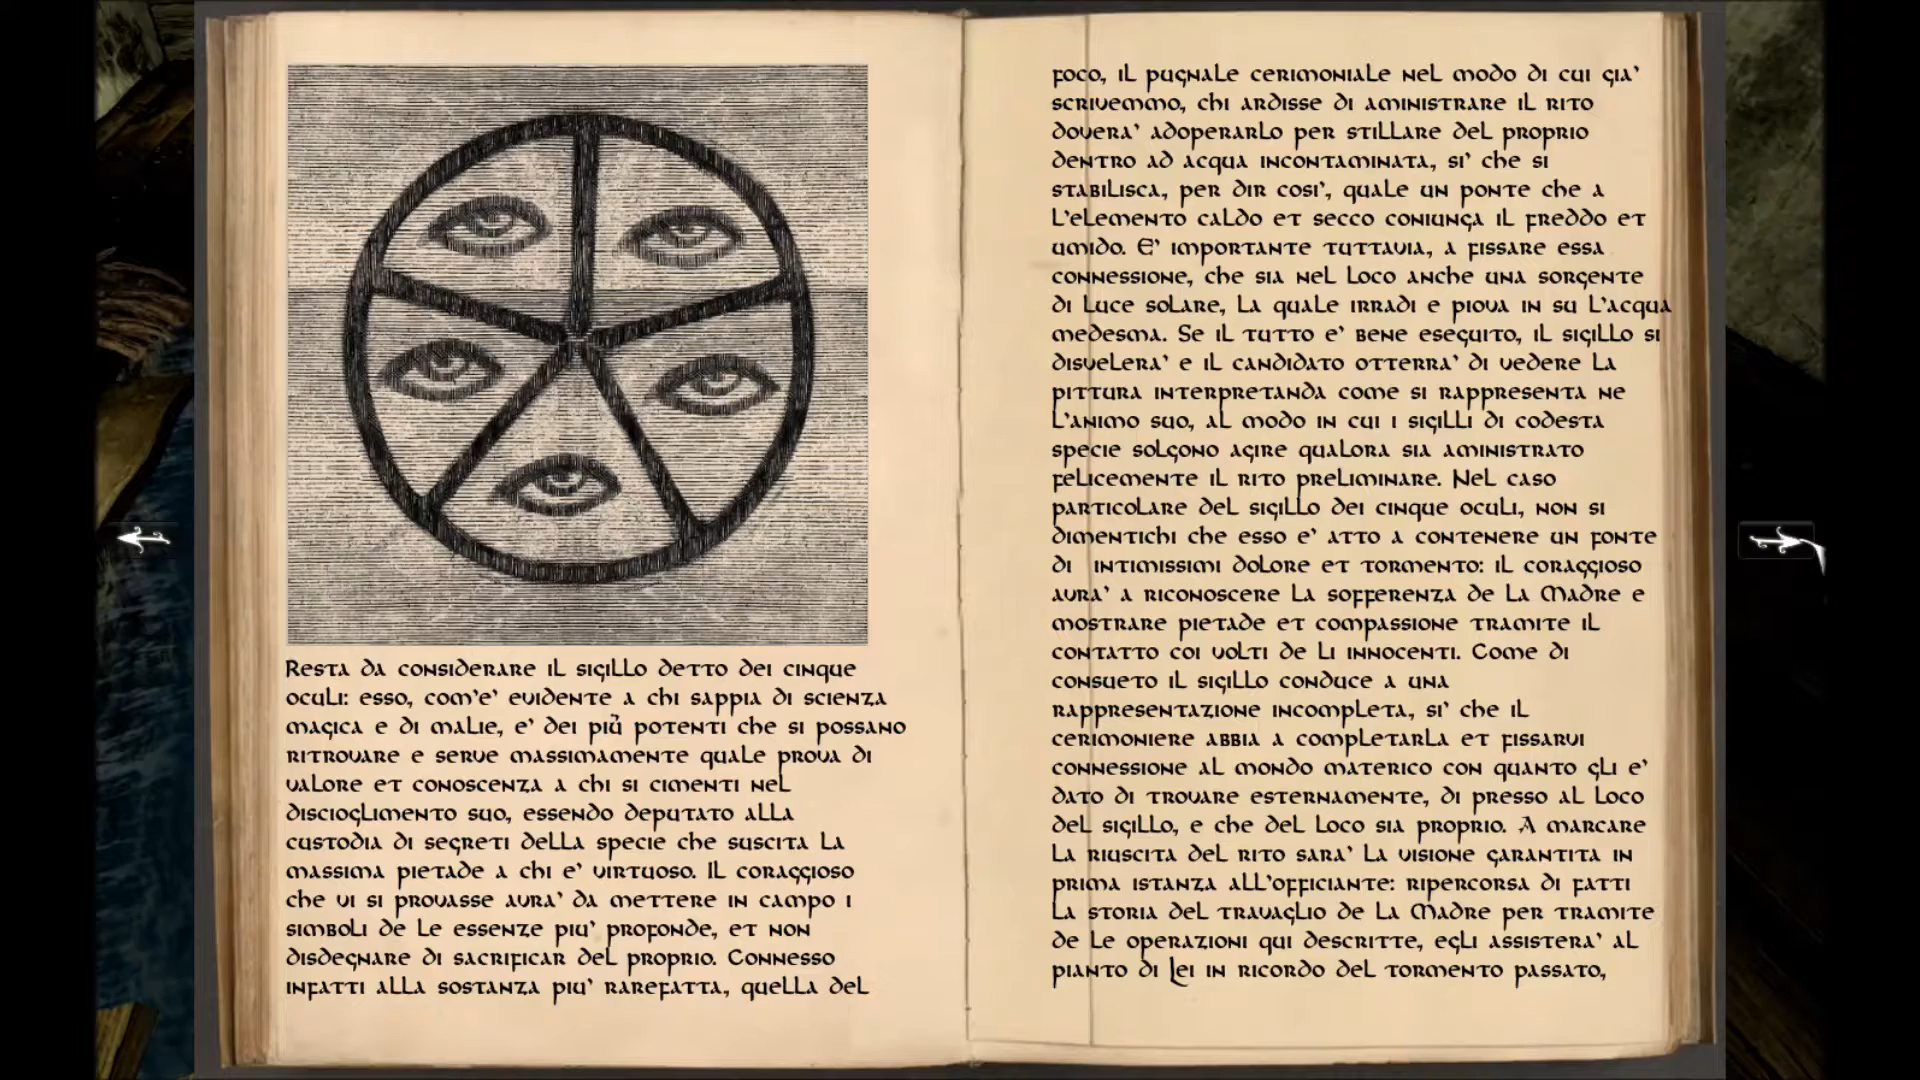 Resta da considerare il sigillo detto dei cinque
oculi: esso, com'e' evidente a chi sappia di scienza
magica e di malie, e' dei più potenti che si possano
ritrovare e serve massimamente quale prova di
valore et conoscenza a chi si cimenti nel
discioglimento suo, essendo deputato alla
custodia di segreti della specie che suscita la
massima pietade a chi e' virtuoso. Il coraggioso
che vi si provasse avra' da mettere in campo i
simboli de le essenze piu' profonde, et non
disdegnare di sacrificar del proprio. Connesso
infatti alla sostanza piu' rarefatta, quella del
foco, il pugnale cerimoniale nel modo di cui gia'
scrivemmo, chi ardisse di aministrare il rito
dovera' adoperarlo per stillare del proprio
dentro ad acqua incontaminata, si' che si
stabilisca, per dir cosi', quale un ponte che a
l'elemento caldo et secco coniunga il freddo et
umido. E' importante tuttavia, a fissare essa
connessione, che sia nel loco anche una sorgente
di luce solare, la quale irradi e piova in su l'acqua
medesma. Se il tutto e' bene eseguito, il sigillo si
disvelera' e il candidato otterra' di vedere la
pittura interpretanda come si rappresenta ne
l'animo suo, al modo in cui i sigilli di codesta
specie solgono agire qualora sia aministrato
felicemente il rito preliminare. Nel caso
particolare del sigillo dei cinque oculi, non si
dimentichi che esso e' atto a contenere un fonte
di intimissimi dolore et tormento: il coraggioso
avra' a riconoscere la sofferenza de la Madre e
mostrare pietade et compassione tramite il
contatto coi volti de li innocenti. Come di
consueto il sigillo conduce a una
rappresentazione incompleta, si' che il
cerimoniere abbia a completarla et fissarvi
connessione al mondo materico con quanto gli e'
dato di trovare esternamente, di presso al loco
del sigillo, e che del loco sia proprio. A marcare
la riuscita del rito sara' la visione garantita in
prima istanza all'officiante: ripercorsa di fatti
la storia del travaglio de la Madre per tramite
de le operazioni qui descritte, egli assistera' al
pianto di lei in ricordo del tormento passato,